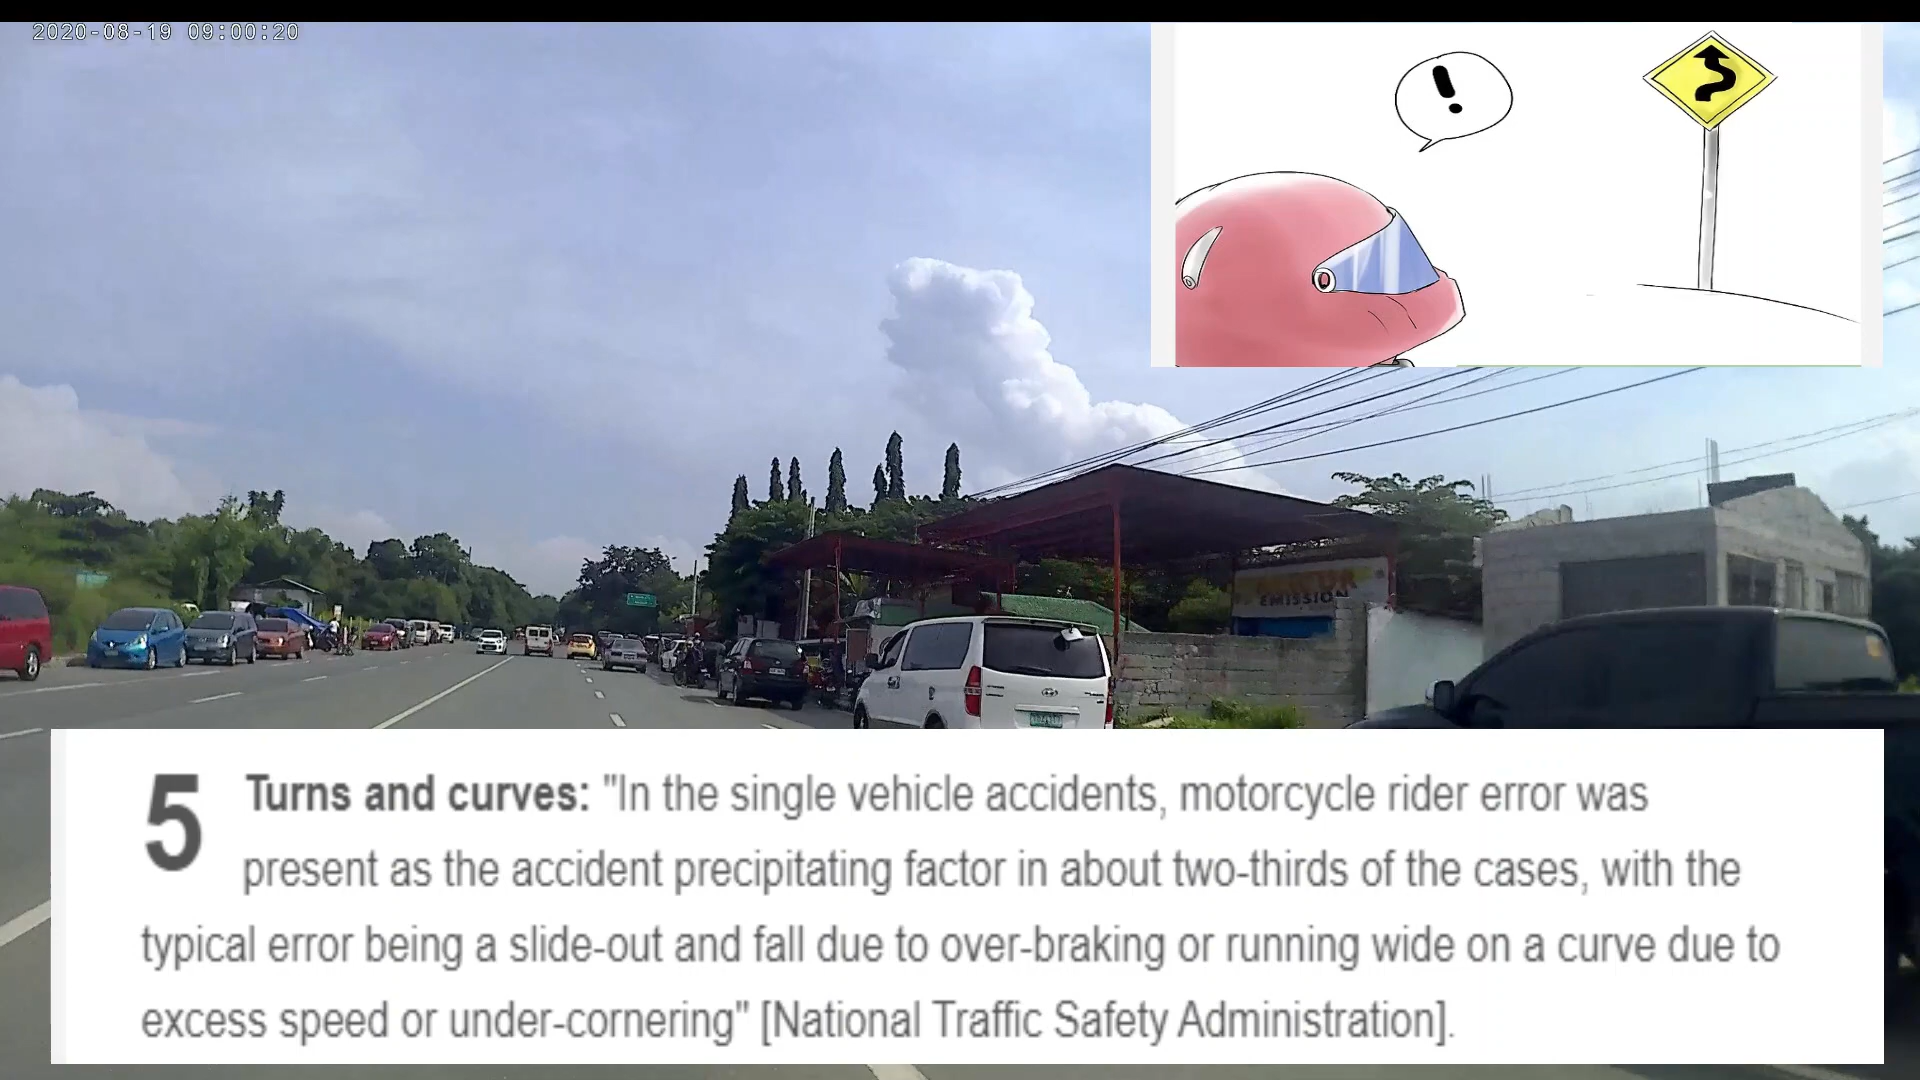 2020-08-19 09:00:20
!
EMISSION
5 Turns and curves: "In the single vehicle accidents, motorcycle rider error was
present as the accident precipitating factor in about two-thirds of the cases, with the
typical error being a slide-out and fall due to over-braking or running wide on a curve due to
excess speed or under-cornering" [National Traffic Safety Administration].